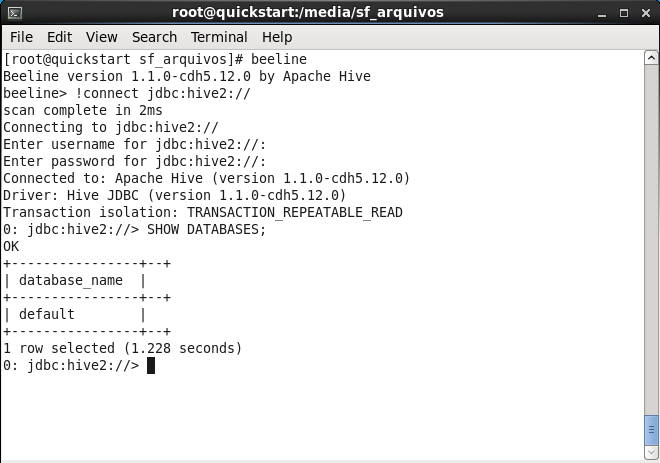 root@quickstart:/media/sf_arquivos
File Edit View Search Terminal Help
[root@quickstart sf_arquivos]# beeline
Beeline version 1.1.0-cdh5.12.0 by Apache Hive
beeline> !connect jdbc:hive2://
scan complete in 2ms
Connecting to jdbc:hive2://
Enter username for jdbc:hive2://:
Enter password for jdbc:hive2://:
Connected to: Apache Hive (version 1.1.0-cdh5.12.0)
Driver: Hive JDBC (version 1.1.0-cdh5.12.0)
Transaction isolation: TRANSACTION_REPEATABLE_READ
0: jdbc:hive2://> SHOW DATABASES;
OK
+----------------+--+
| database_name  |
+----------------+--+
| default        |
+----------------+--+
1 row selected (1.228 seconds)
0: jdbc:hive2://>